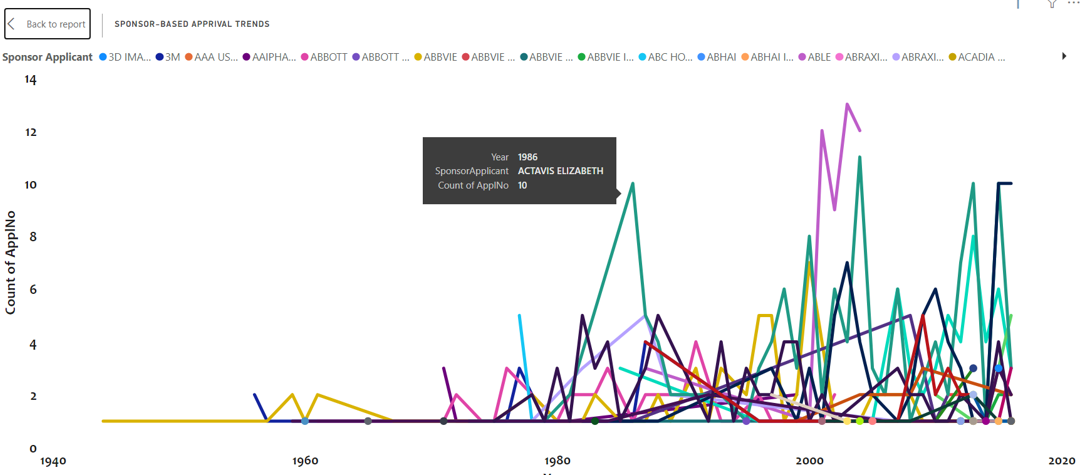 Back to report
SPONSOR-BASED APPRIVAL TRENDS
Sponsor Applicant 3D IMA... 3M AAA US... AAIPHA... ABBOTT ABBOTT ... ABBVIE ABBVIE ... ABBVIE ... ABBVIE I... ABC HO... ABHAI ABHAI I... ABLE ABRAXI... ABRAXI... ACADIA ...
14
12
10
8
6
4
2
0
Count of ApplNo
Year 1986
SponsorApplicant ACTAVIS ELIZABETH
Count of ApplNo 10
1940 1960 1980 2000 2020